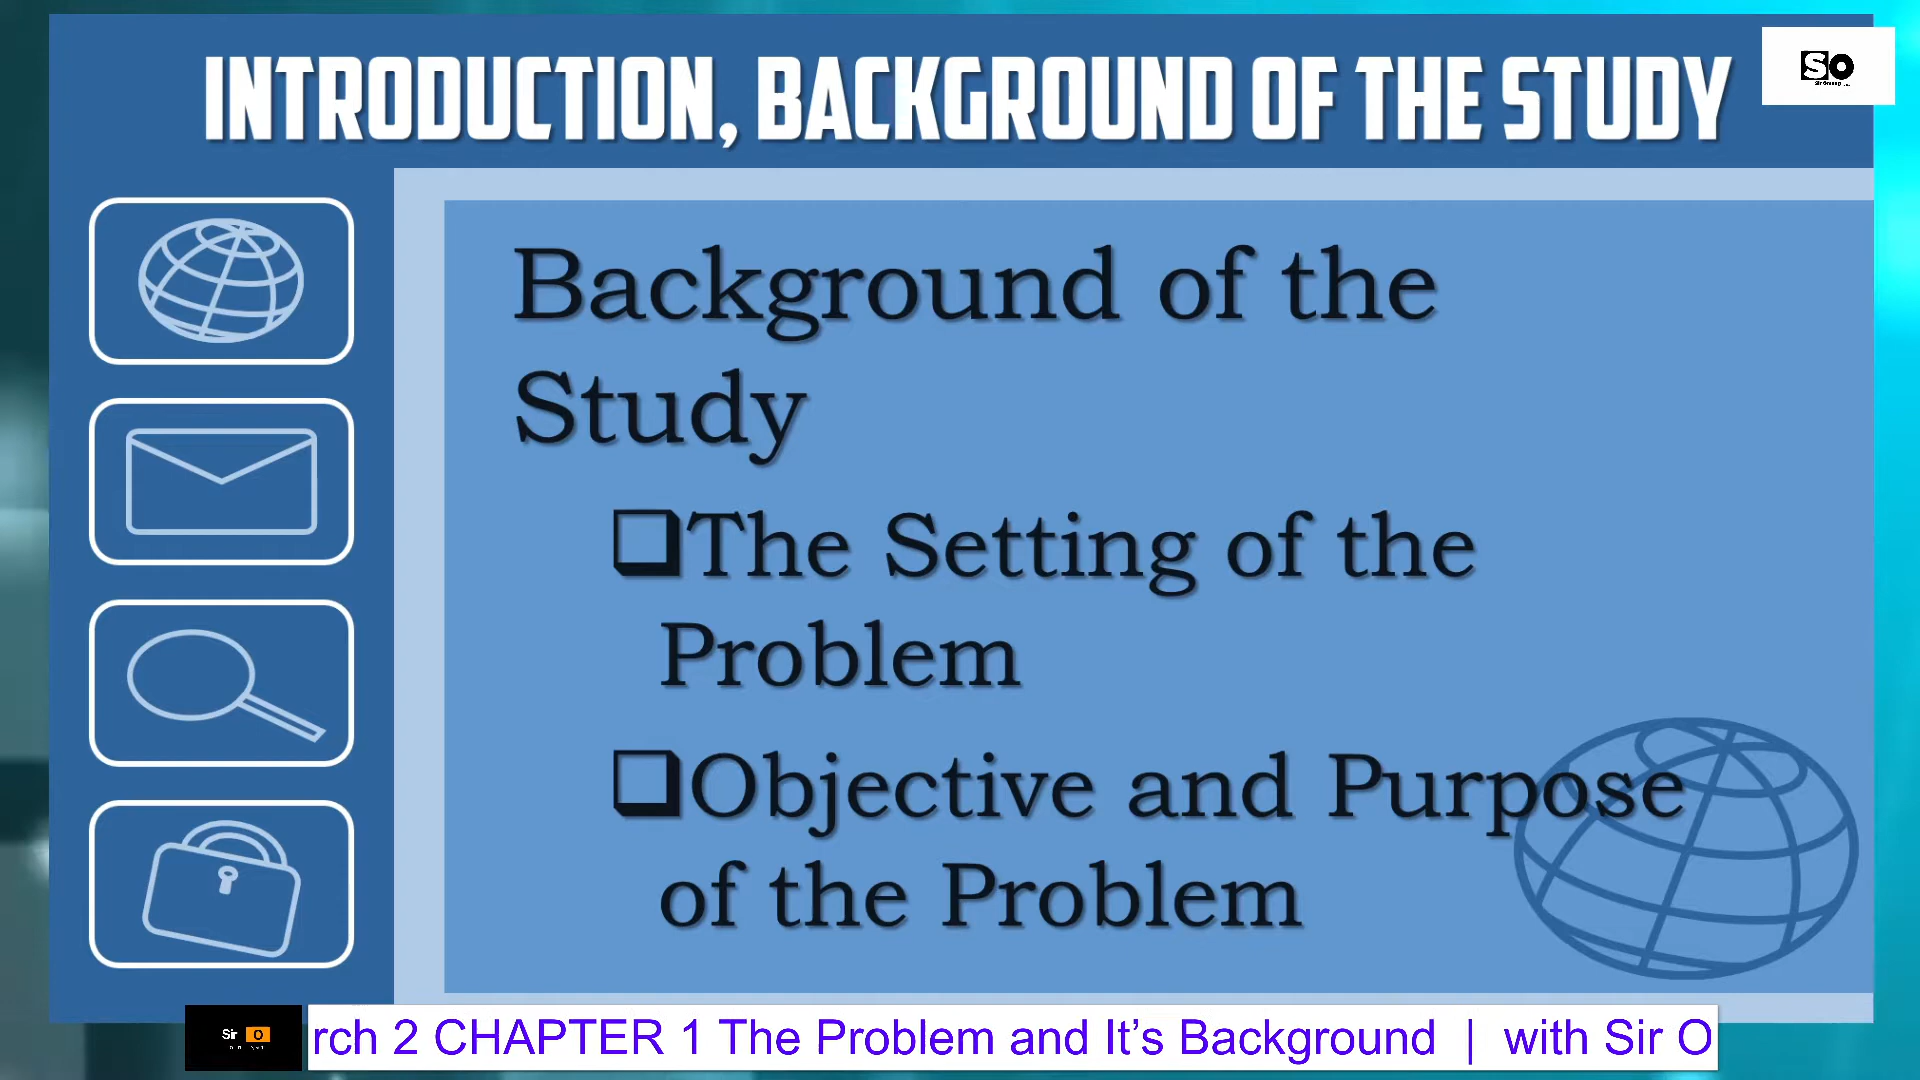 INTRODUCTION, BACKGROUND OF THE STUDY
SO
Background of the
Study
❑The Setting of the
Problem
❑Objective and Purpose
of the Problem
Sir O
rch 2 CHAPTER 1 The Problem and It’s Background | with Sir O